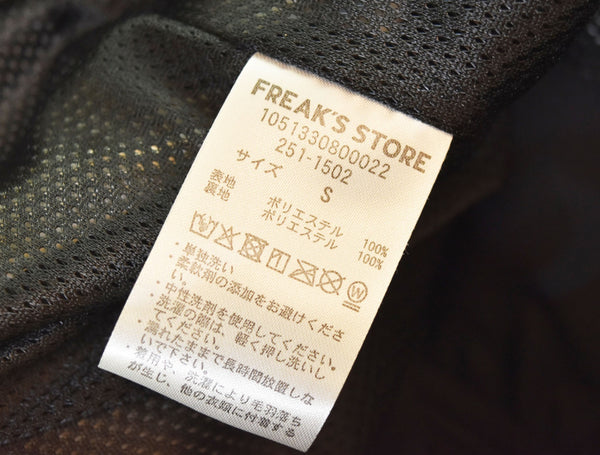 FREAK'S STORE
1051330800022
251-1502
サイズ S
表地 ポリエステル 100%
裏地 ポリエステル 100%
・単独洗い
・柔軟剤の添加をお避けくださ
い。
・中性洗剤を使用してください。
・洗濯の際は、軽く押し洗いし
てください。
・濡れたままで長時間放置しな
いで下さい。
・着用や、洗濯により毛羽落ち
が生じ、他の衣類に付着する